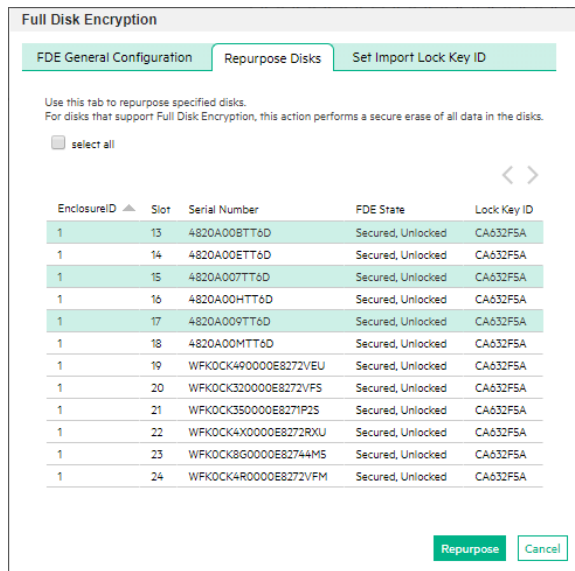 Full Disk Encryption
FDE General Configuration Repurpose Disks Set Import Lock Key ID
Use this tab to repurpose specified disks.
For disks that support Full Disk Encryption, this action performs a secure erase of all data in the disks.
select all
EnclosureID Slot Serial Number FDE State Lock Key ID
1 13 4820A00BTT6D Secured, Unlocked CA632F5A
1 14 4820A00ETT6D Secured, Unlocked CA632F5A
1 15 4820A007TT6D Secured, Unlocked CA632F5A
1 16 4820A00HTT6D Secured, Unlocked CA632F5A
1 17 4820A009TT6D Secured, Unlocked CA632F5A
1 18 4820A00MTT6D Secured, Unlocked CA632F5A
1 19 WFK0CK490000E8272VEU Secured, Unlocked CA632F5A
1 20 WFK0CK320000E8272VFS Secured, Unlocked CA632F5A
1 21 WFK0CK350000E8271P2S Secured, Unlocked CA632F5A
1 22 WFK0CK4X0000E8272RXU Secured, Unlocked CA632F5A
1 23 WFK0CK8G0000E82744M5 Secured, Unlocked CA632F5A
1 24 WFK0CK4R0000E8272VFM Secured, Unlocked CA632F5A
Repurpose Cancel